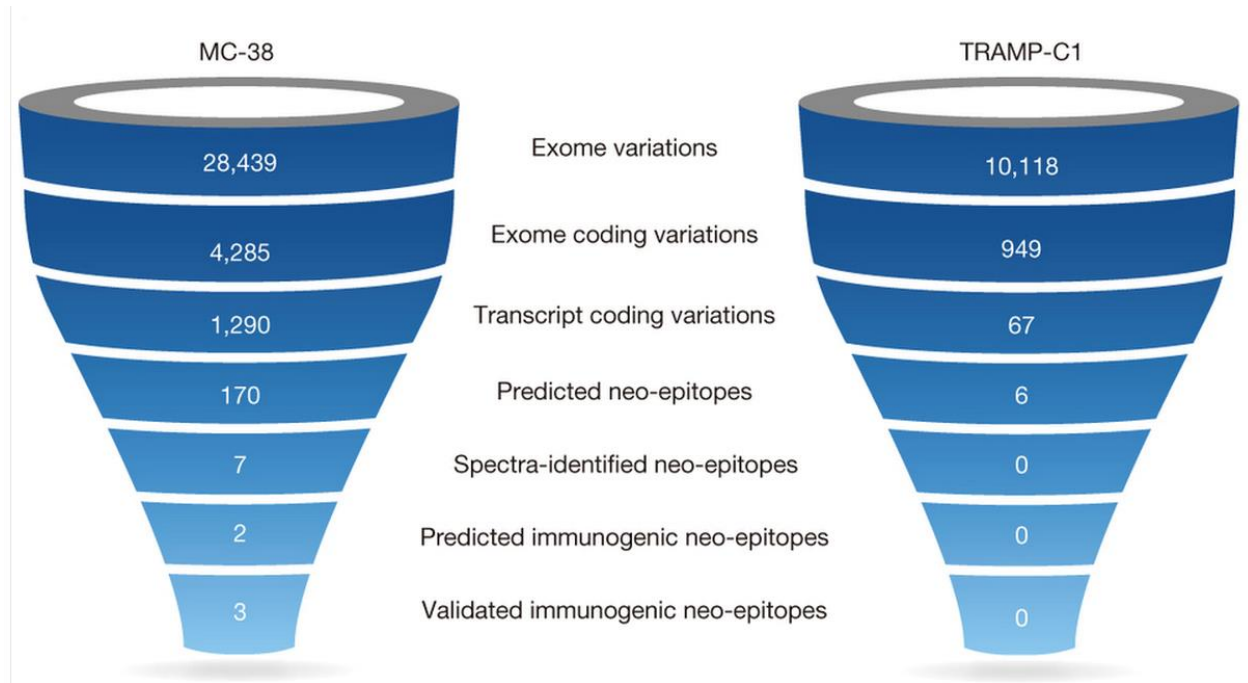 MC-38
TRAMP-C1
28,439
Exome variations
10,118
4,285
Exome coding variations
949
1,290
Transcript coding variations
67
170
Predicted neo-epitopes
6
7
Spectra-identified neo-epitopes
0
2
Predicted immunogenic neo-epitopes
0
3
Validated immunogenic neo-epitopes
0